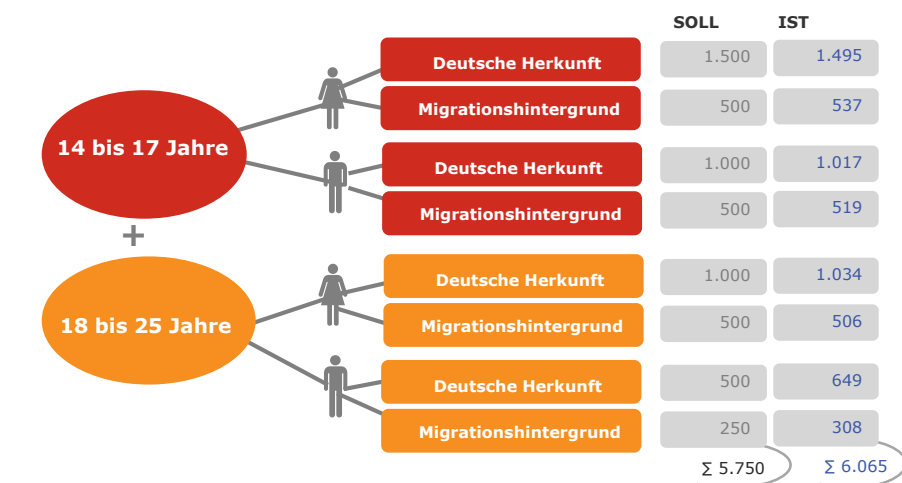 SOLL IST
Deutsche Herkunft 1.500 1.495
Migrationshintergrund 500 537
14 bis 17 Jahre
Deutsche Herkunft 1.000 1.017
Migrationshintergrund 500 519
+
Deutsche Herkunft 1.000 1.034
18 bis 25 Jahre
Migrationshintergrund 500 506
Deutsche Herkunft 500 649
Migrationshintergrund 250 308
Σ 5.750 Σ 6.065